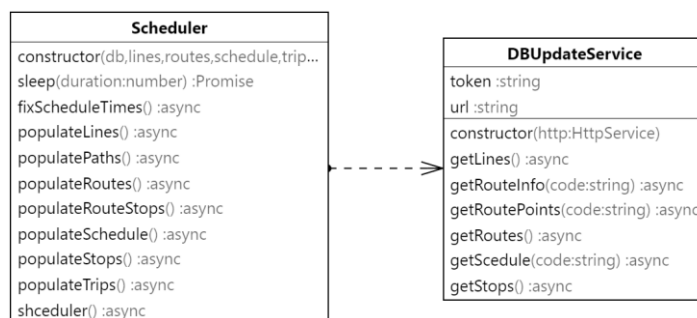 Scheduler
constructor(db,lines,routes,schedule,trip...
sleep(duration:number) :Promise
fixScheduleTimes() :async
populateLines() :async
populatePaths() :async
populateRoutes() :async
populateRouteStops() :async
populateSchedule() :async
populateStops() :async
populateTrips() :async
shceduler() :async
DBUpdateService
token :string
url :string
constructor(http:HttpService)
getLines() :async
getRouteInfo(code:string) :async
getRoutePoints(code:string) :async
getRoutes() :async
getScedule(code:string) :async
getStops() :async